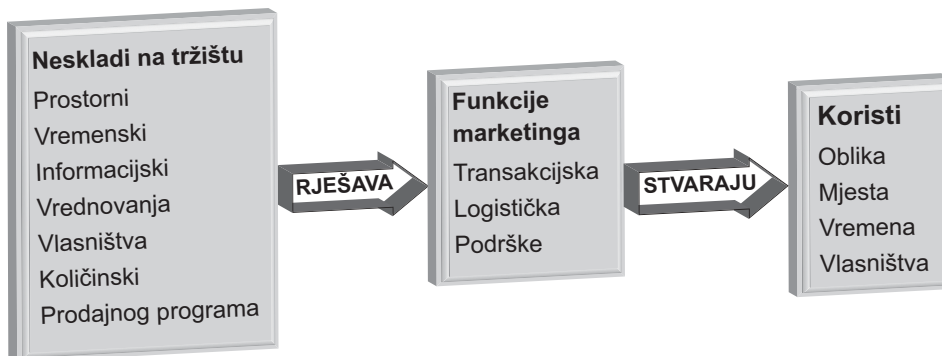 Neskladi na tržištu
Prostorni
Vremenski
Informacijski
Vrednovanja
Vlasništva
Količinski
Prodajnog programa
RJEŠAVA
Funkcije
marketinga
Transakcijska
Logistička
Podrške
STVARAJU
Koristi
Oblika
Mjesta
Vremena
Vlasništva